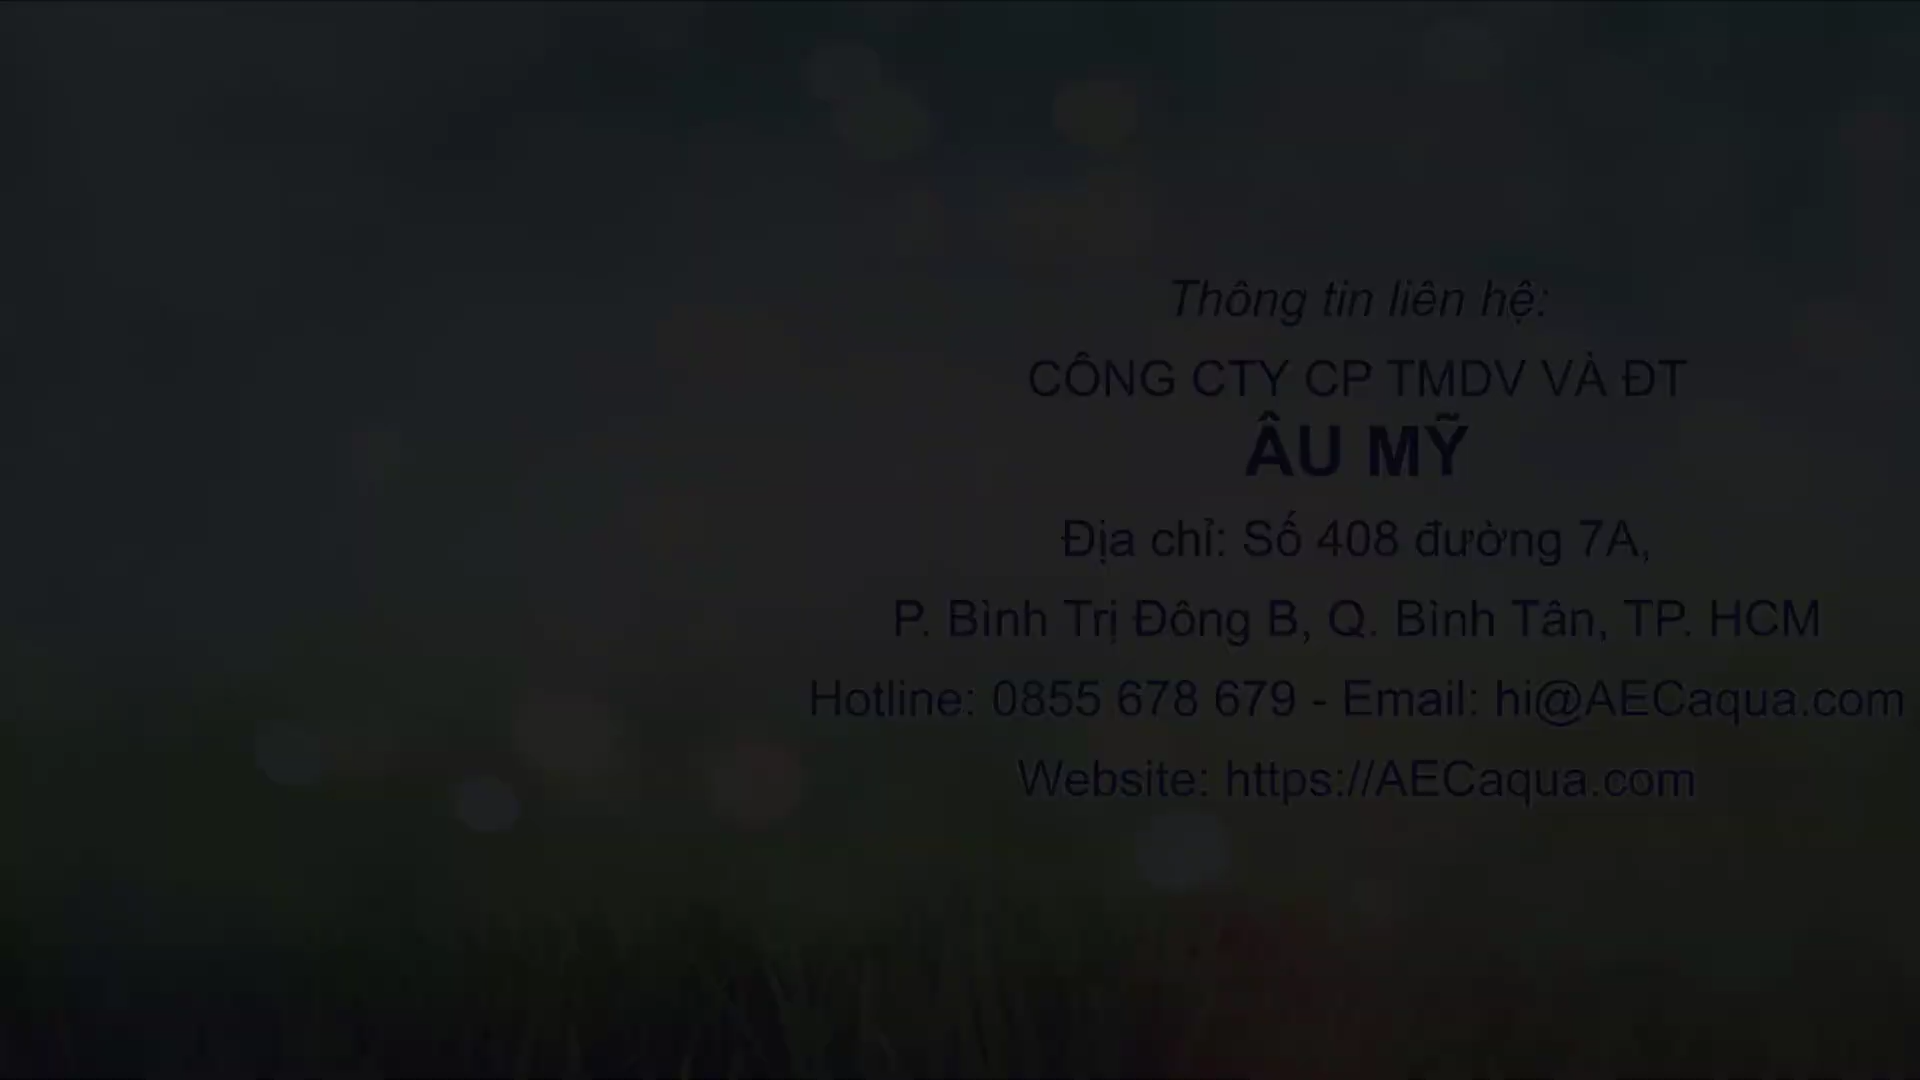 Thông tin liên hệ:
CÔNG CTY CP TMDV VÀ ĐT
ÂU MỸ
Địa chỉ: Số 408 đường 7A,
P. Bình Trị Đông B, Q. Bình Tân, TP. HCM
Hotline: 0855 678 679 - Email: hi@AECaqua.com
Website: https://AECaqua.com